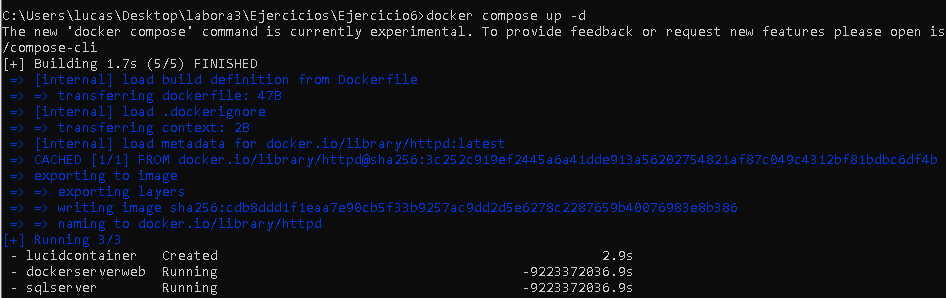 C:\Users\lucas\Desktop\labora3\Ejercicios\Ejercicio6>docker compose up -d
The new 'docker compose' command is currently experimental. To provide feedback or request new features please open is
/compose-cli
[+] Building 1.7s (5/5) FINISHED
=> [internal] load build definition from Dockerfile
=> => transferring dockerfile: 47B
=> [internal] load .dockerignore
=> => transferring context: 2B
=> [internal] load metadata for docker.io/library/httpd:latest
=> CACHED [1/1] FROM docker.io/library/httpd@sha256:3c252c919ef2445a6a41dde913a56202754821af87c049c4312bf81bdbc6df4b
=> exporting to image
=> => exporting layers
=> => writing image sha256:cdb8ddd1f1eaa7e90cb5f33b9257ac9dd2d5e6278c2287659b40076983e8b386
=> => naming to docker.io/library/httpd
[+] Running 3/3
- lucidcontainer Created 2.9s
- dockerserverweb Running -9223372036.9s
- sqlserver Running -9223372036.9s